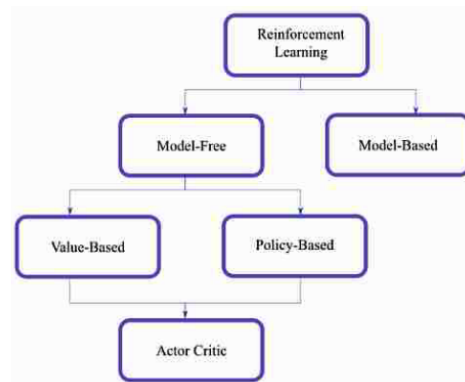 Reinforcement
Learning
Model-Free
Model-Based
Value-Based
Policy-Based
Actor Critic